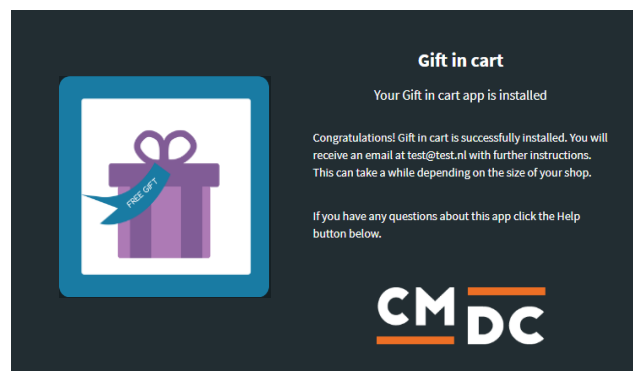 Gift in cart
Your Gift in cart app is installed
FREE GIFT
Congratulations! Gift in cart is successfully installed. You will
receive an email at test@test.nl with further instructions.
This can take a while depending on the size of your shop.
If you have any questions about this app click the Help
button below.
CM
DC